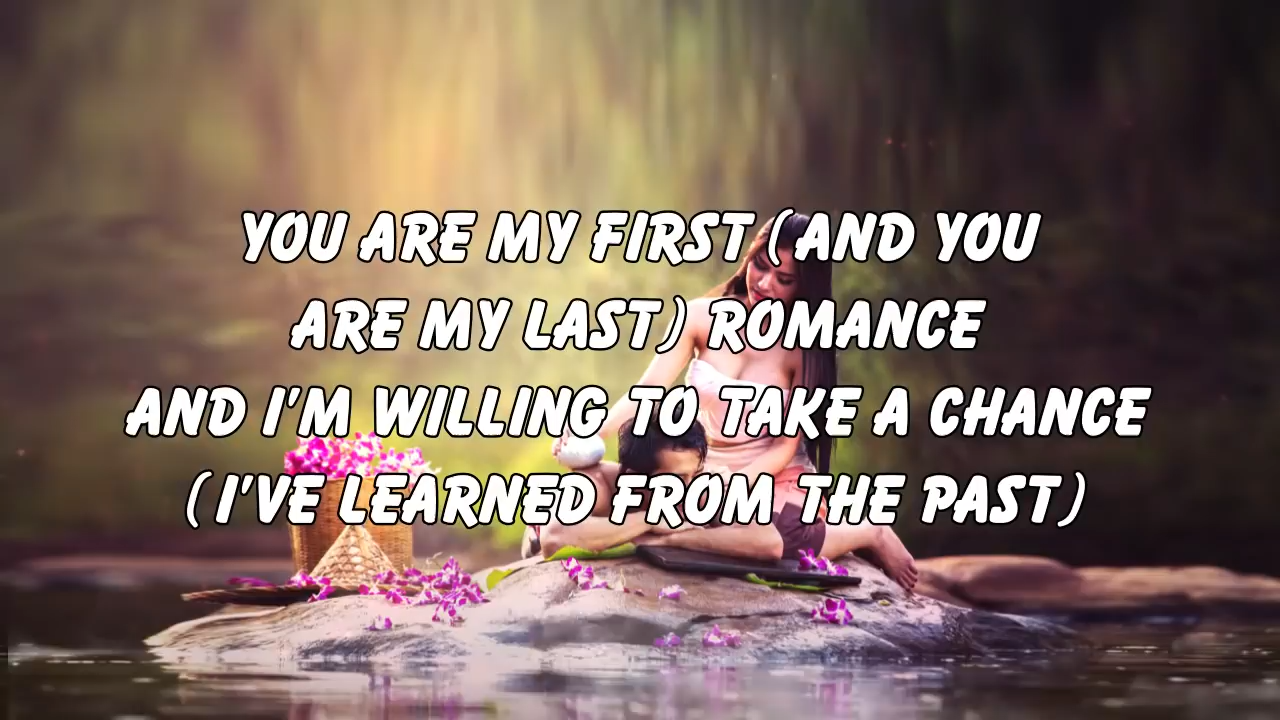 YOU ARE MY FIRST (AND YOU
ARE MY LAST) ROMANCE
AND I'M WILLING TO TAKE A CHANCE
(I'VE LEARNED FROM THE PAST)